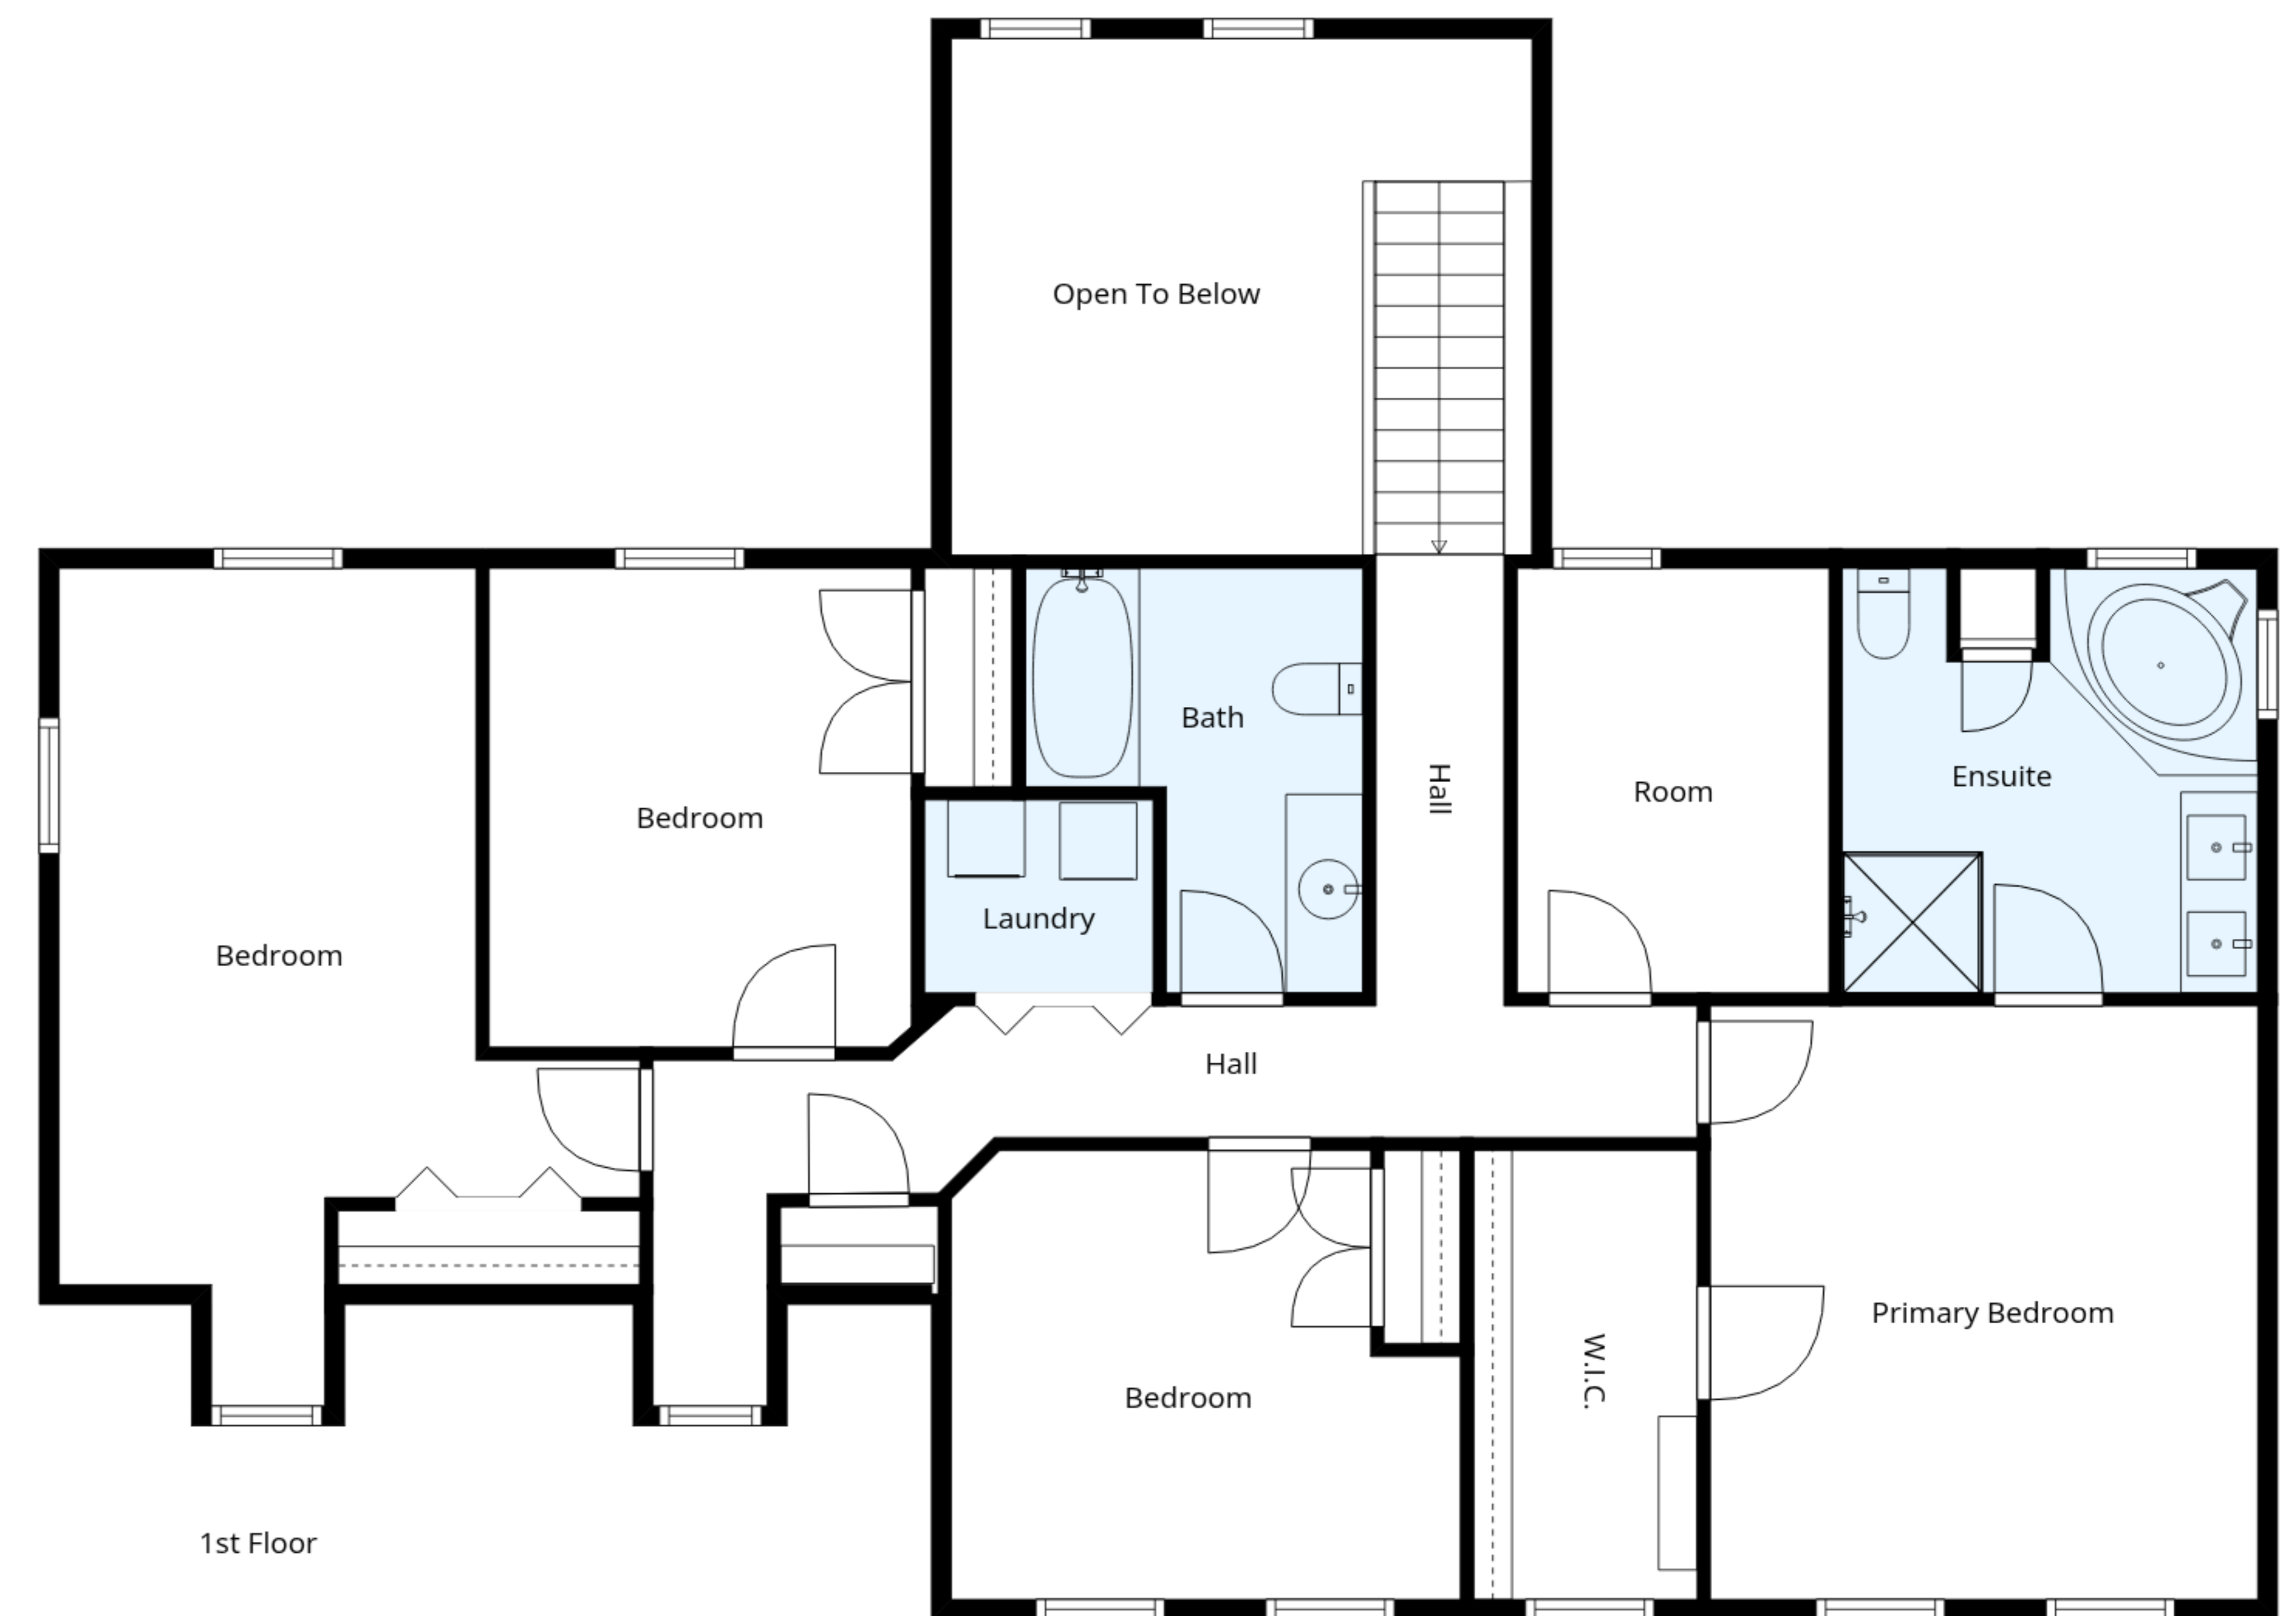 Open To Below
Bath
Hall
Room
Ensuite
Bedroom
Laundry
Bedroom
Hall
Primary Bedroom
W.I.C.
Bedroom
1st Floor